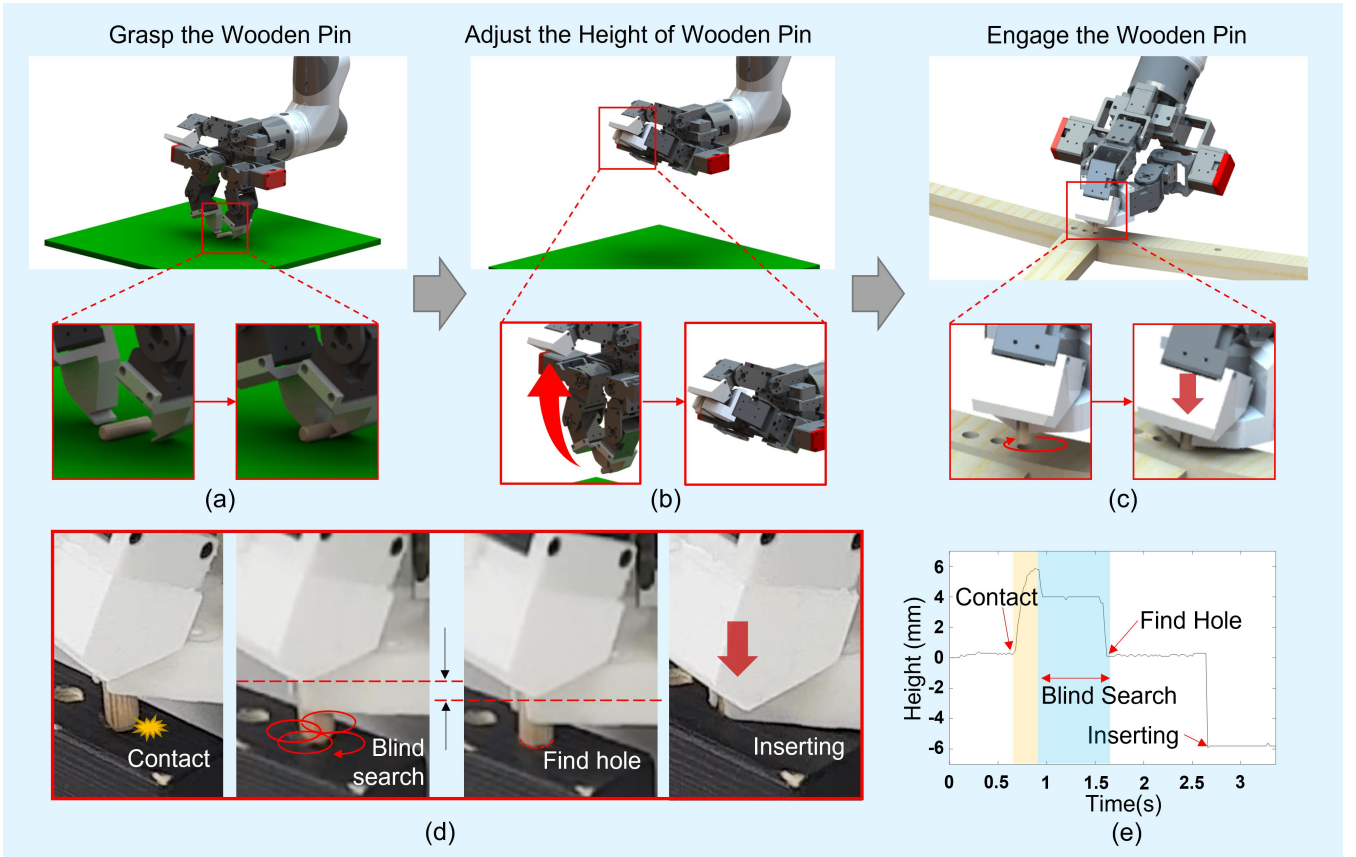 Grasp the Wooden Pin
Adjust the Height of Wooden Pin
Engage the Wooden Pin
(a)
(b)
(c)
Contact
Blind
search
Find hole
Inserting
(d)
Height (mm)
6
4
2
0
-2
-4
-6
Contact
Find Hole
Blind Search
Inserting
0
0.5
1
1.5
2
2.5
3
Time(s)
(e)